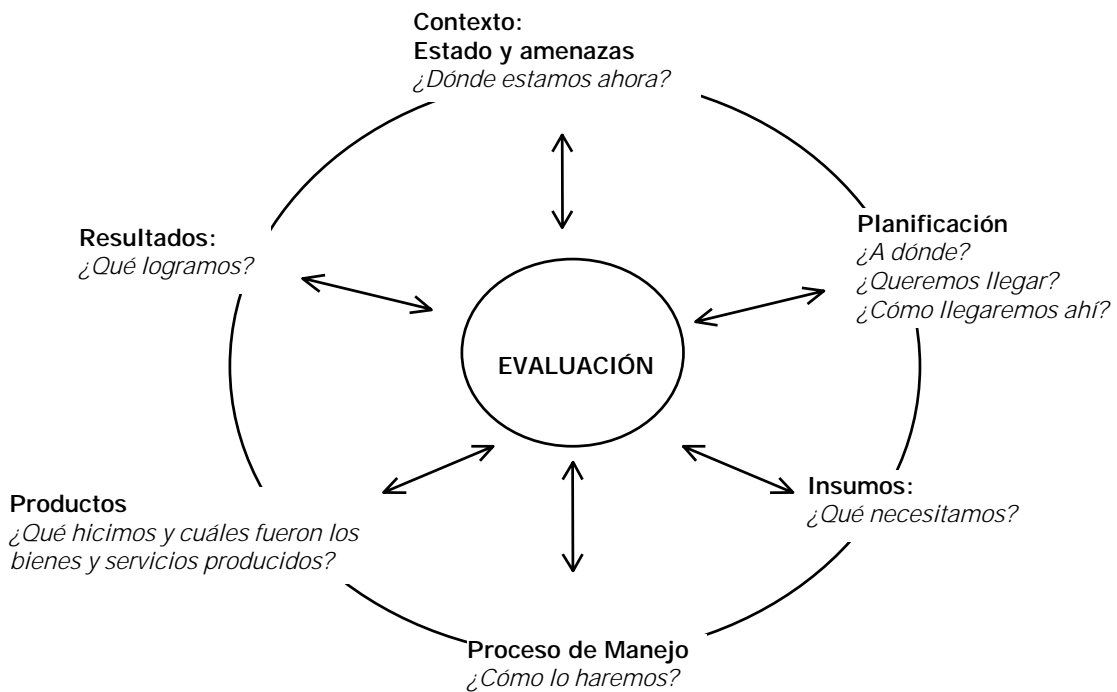 Contexto:
Estado y amenazas
¿Dónde estamos ahora?
Planificación
¿A dónde?
¿Queremos llegar?
¿Cómo llegaremos ahí?
Resultados:
¿Qué logramos?
EVALUACIÓN
Insumos:
¿Qué necesitamos?
Productos
¿Qué hicimos y cuáles fueron los
bienes y servicios producidos?
Proceso de Manejo
¿Cómo lo haremos?